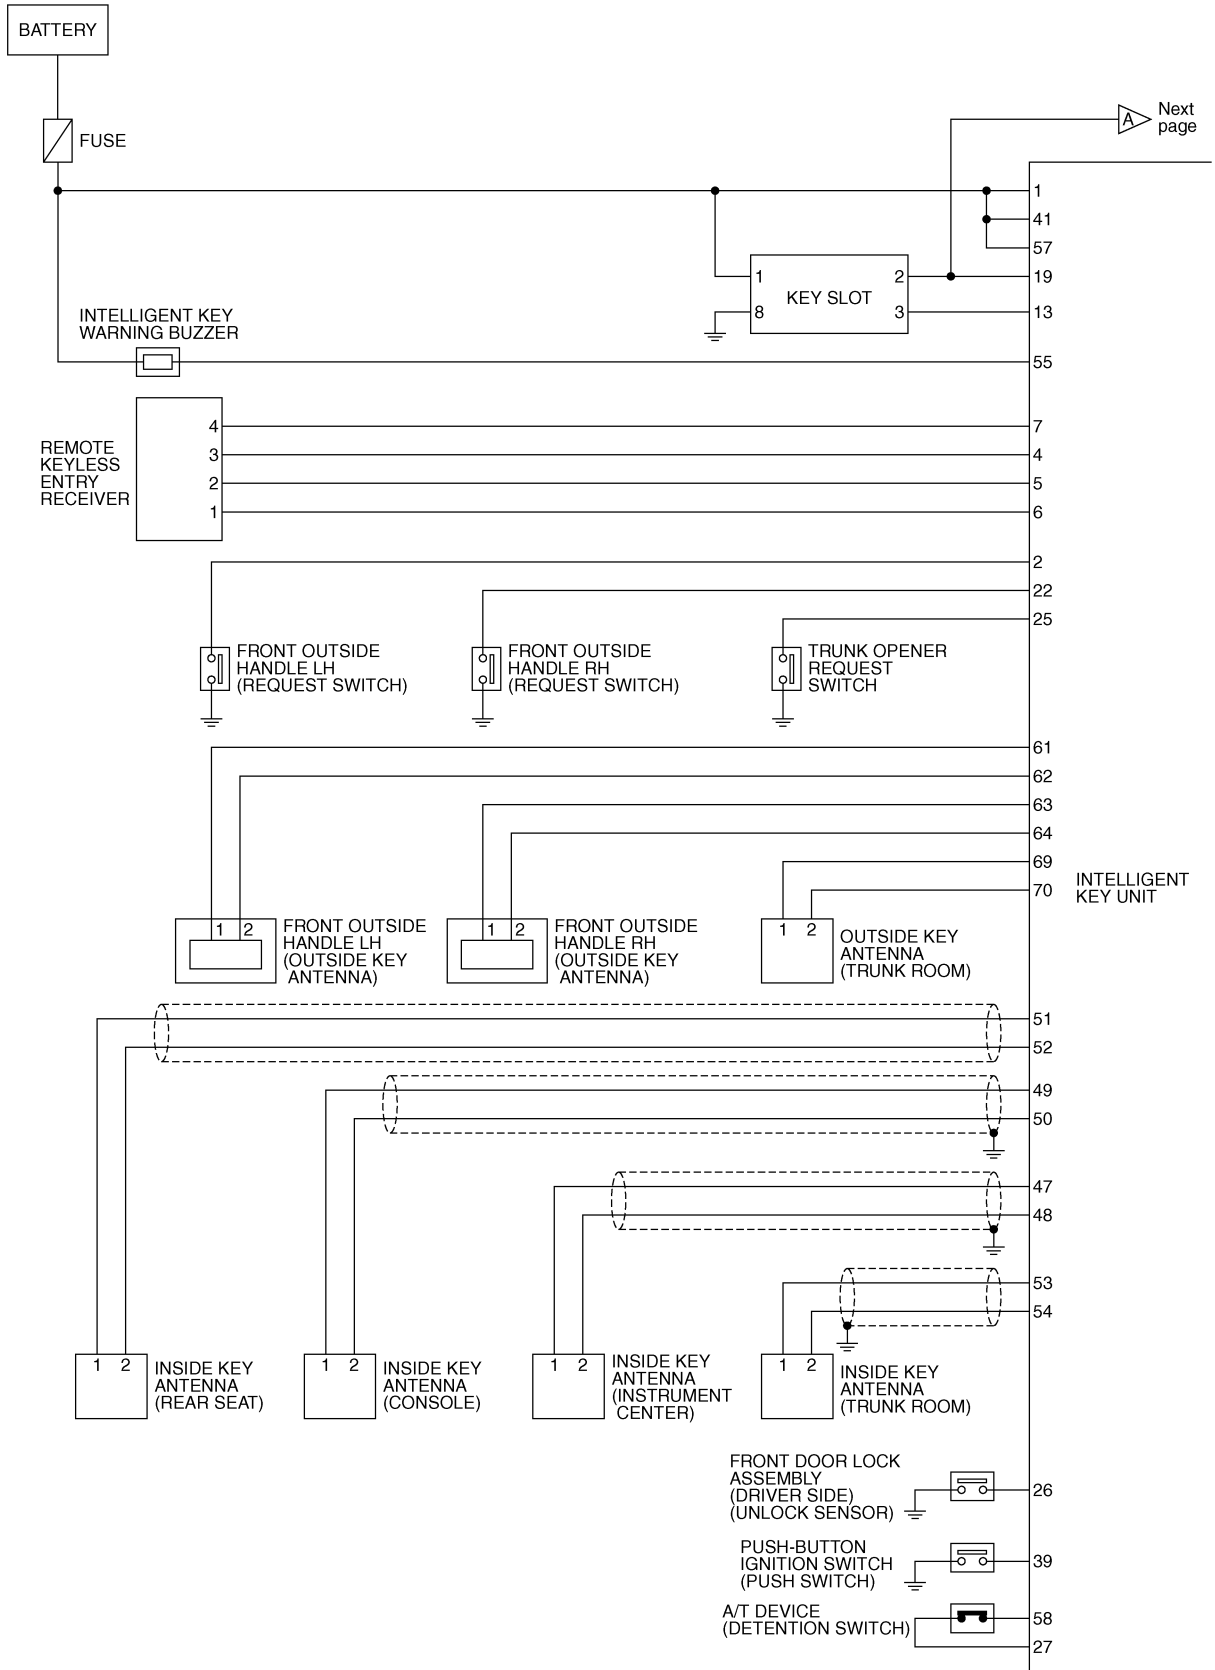 BATTERY
FUSE
A
Next
page
1
41
57
1
2
19
KEY SLOT
8
3
13
INTELLIGENT KEY
WARNING BUZZER
55
4
7
REMOTE
KEYLESS
ENTRY
RECEIVER
3
4
2
5
1
6
2
22
25
FRONT OUTSIDE
HANDLE LH
(REQUEST SWITCH)
FRONT OUTSIDE
HANDLE RH
(REQUEST SWITCH)
TRUNK OPENER
REQUEST
SWITCH
61
62
63
64
69
70
INTELLIGENT
KEY UNIT
1 2
FRONT OUTSIDE
HANDLE LH
(OUTSIDE KEY
ANTENNA)
1 2
FRONT OUTSIDE
HANDLE RH
(OUTSIDE KEY
ANTENNA)
1 2
OUTSIDE KEY
ANTENNA
(TRUNK ROOM)
51
52
49
50
47
48
53
54
1 2
INSIDE KEY
ANTENNA
(REAR SEAT)
1 2
INSIDE KEY
ANTENNA
(CONSOLE)
1 2
INSIDE KEY
ANTENNA
(INSTRUMENT
CENTER)
1 2
INSIDE KEY
ANTENNA
(TRUNK ROOM)
FRONT DOOR LOCK
ASSEMBLY
(DRIVER SIDE)
(UNLOCK SENSOR)
26
PUSH-BUTTON
IGNITION SWITCH
(PUSH SWITCH)
39
A/T DEVICE
(DETENTION SWITCH)
58
27